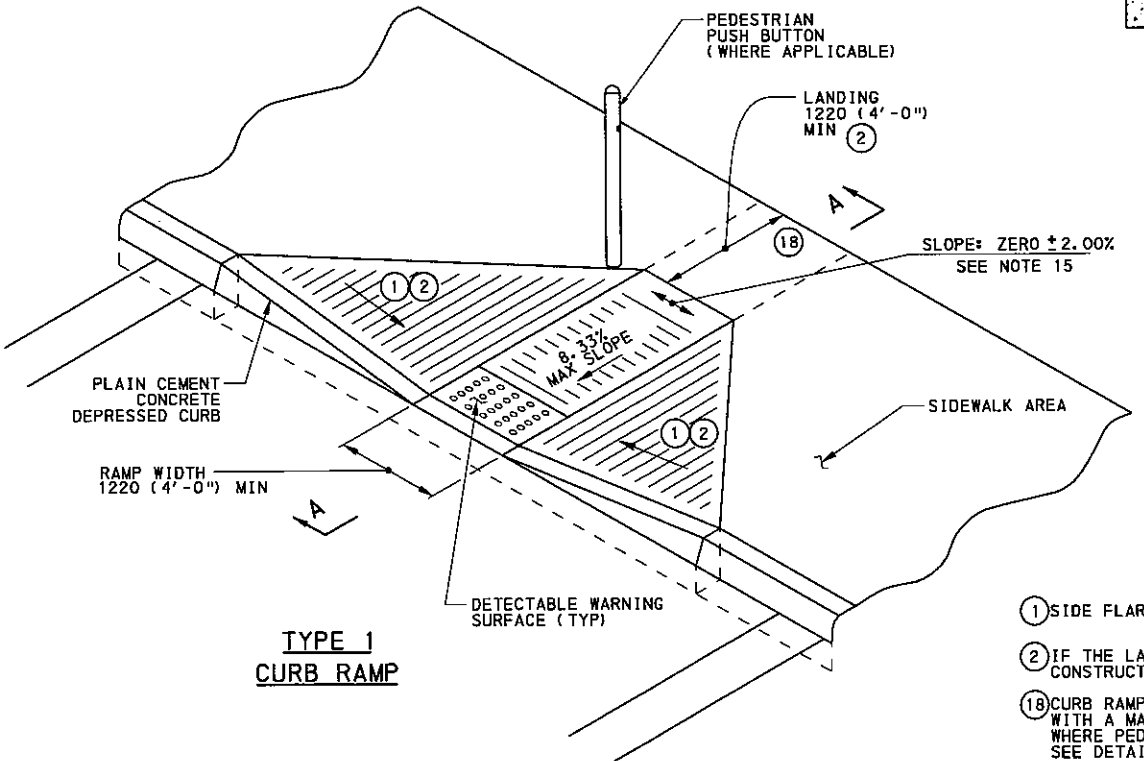 PEDESTRIAN
PUSH BUTTON
(WHERE APPLICABLE)
LANDING
1220 (4'-0")
MIN 2
A
18
SLOPE: ZERO ± 2.00%
SEE NOTE 15
1 2
8.33%
MAX SLOPE
PLAIN CEMENT
CONCRETE
DEPRESSED CURB
SIDEWALK AREA
1 2
RAMP WIDTH
1220 (4'-0") MIN
A
DETECTABLE WARNING
SURFACE (TYP)
TYPE 1
CURB RAMP
1 SIDE FLAR
2 IF THE LA
CONSTRUCT
18 CURB RAMP
WITH A MA
WHERE PED
SEE DETAI